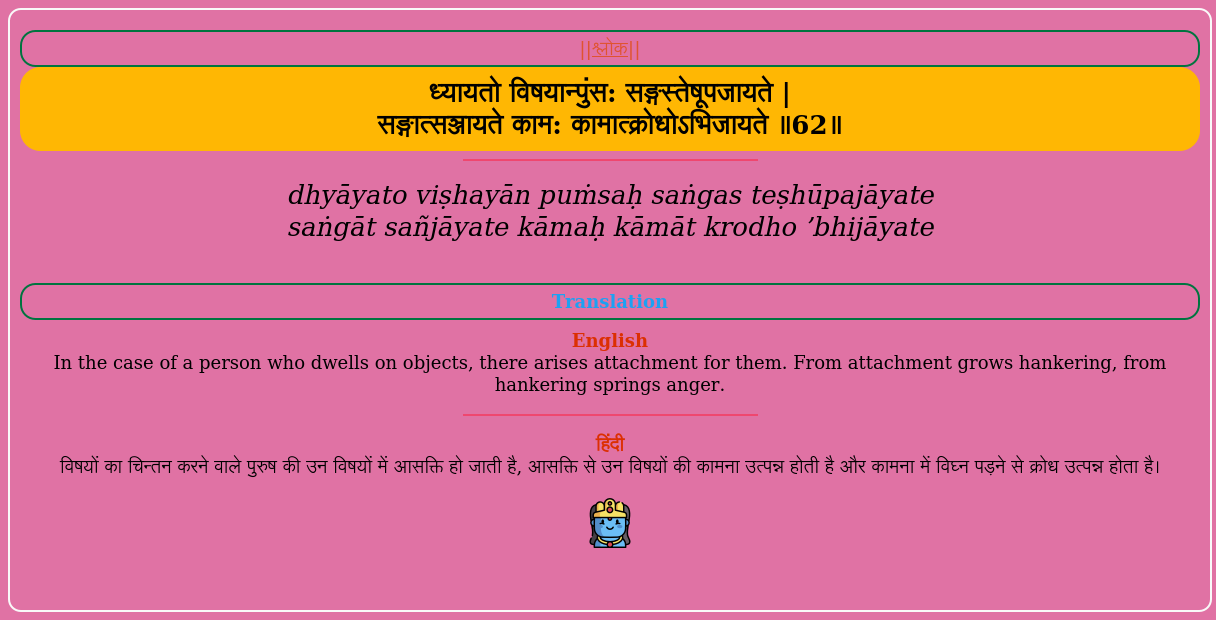 ||श्लोक||
ध्यायतो विषयान्पुंस: सङ्गस्तेषूपजायते |
सङ्गात्सञ्जायते काम: कामात्क्रोधोऽभिजायते ॥62॥
dhyāyato viṣhayān puṁsaḥ saṅgas teṣhūpajāyate
saṅgāt sañjāyate kāmaḥ kāmāt krodho ’bhijāyate
Translation
English
In the case of a person who dwells on objects, there arises attachment for them. From attachment grows hankering, from
hankering springs anger.
हिंदी
विषयों का चिन्तन करने वाले पुरुष की उन विषयों में आसक्ति हो जाती है, आसक्ति से उन विषयों की कामना उत्पन्न होती है और कामना में विघ्न पड़ने से क्रोध उत्पन्न होता है।